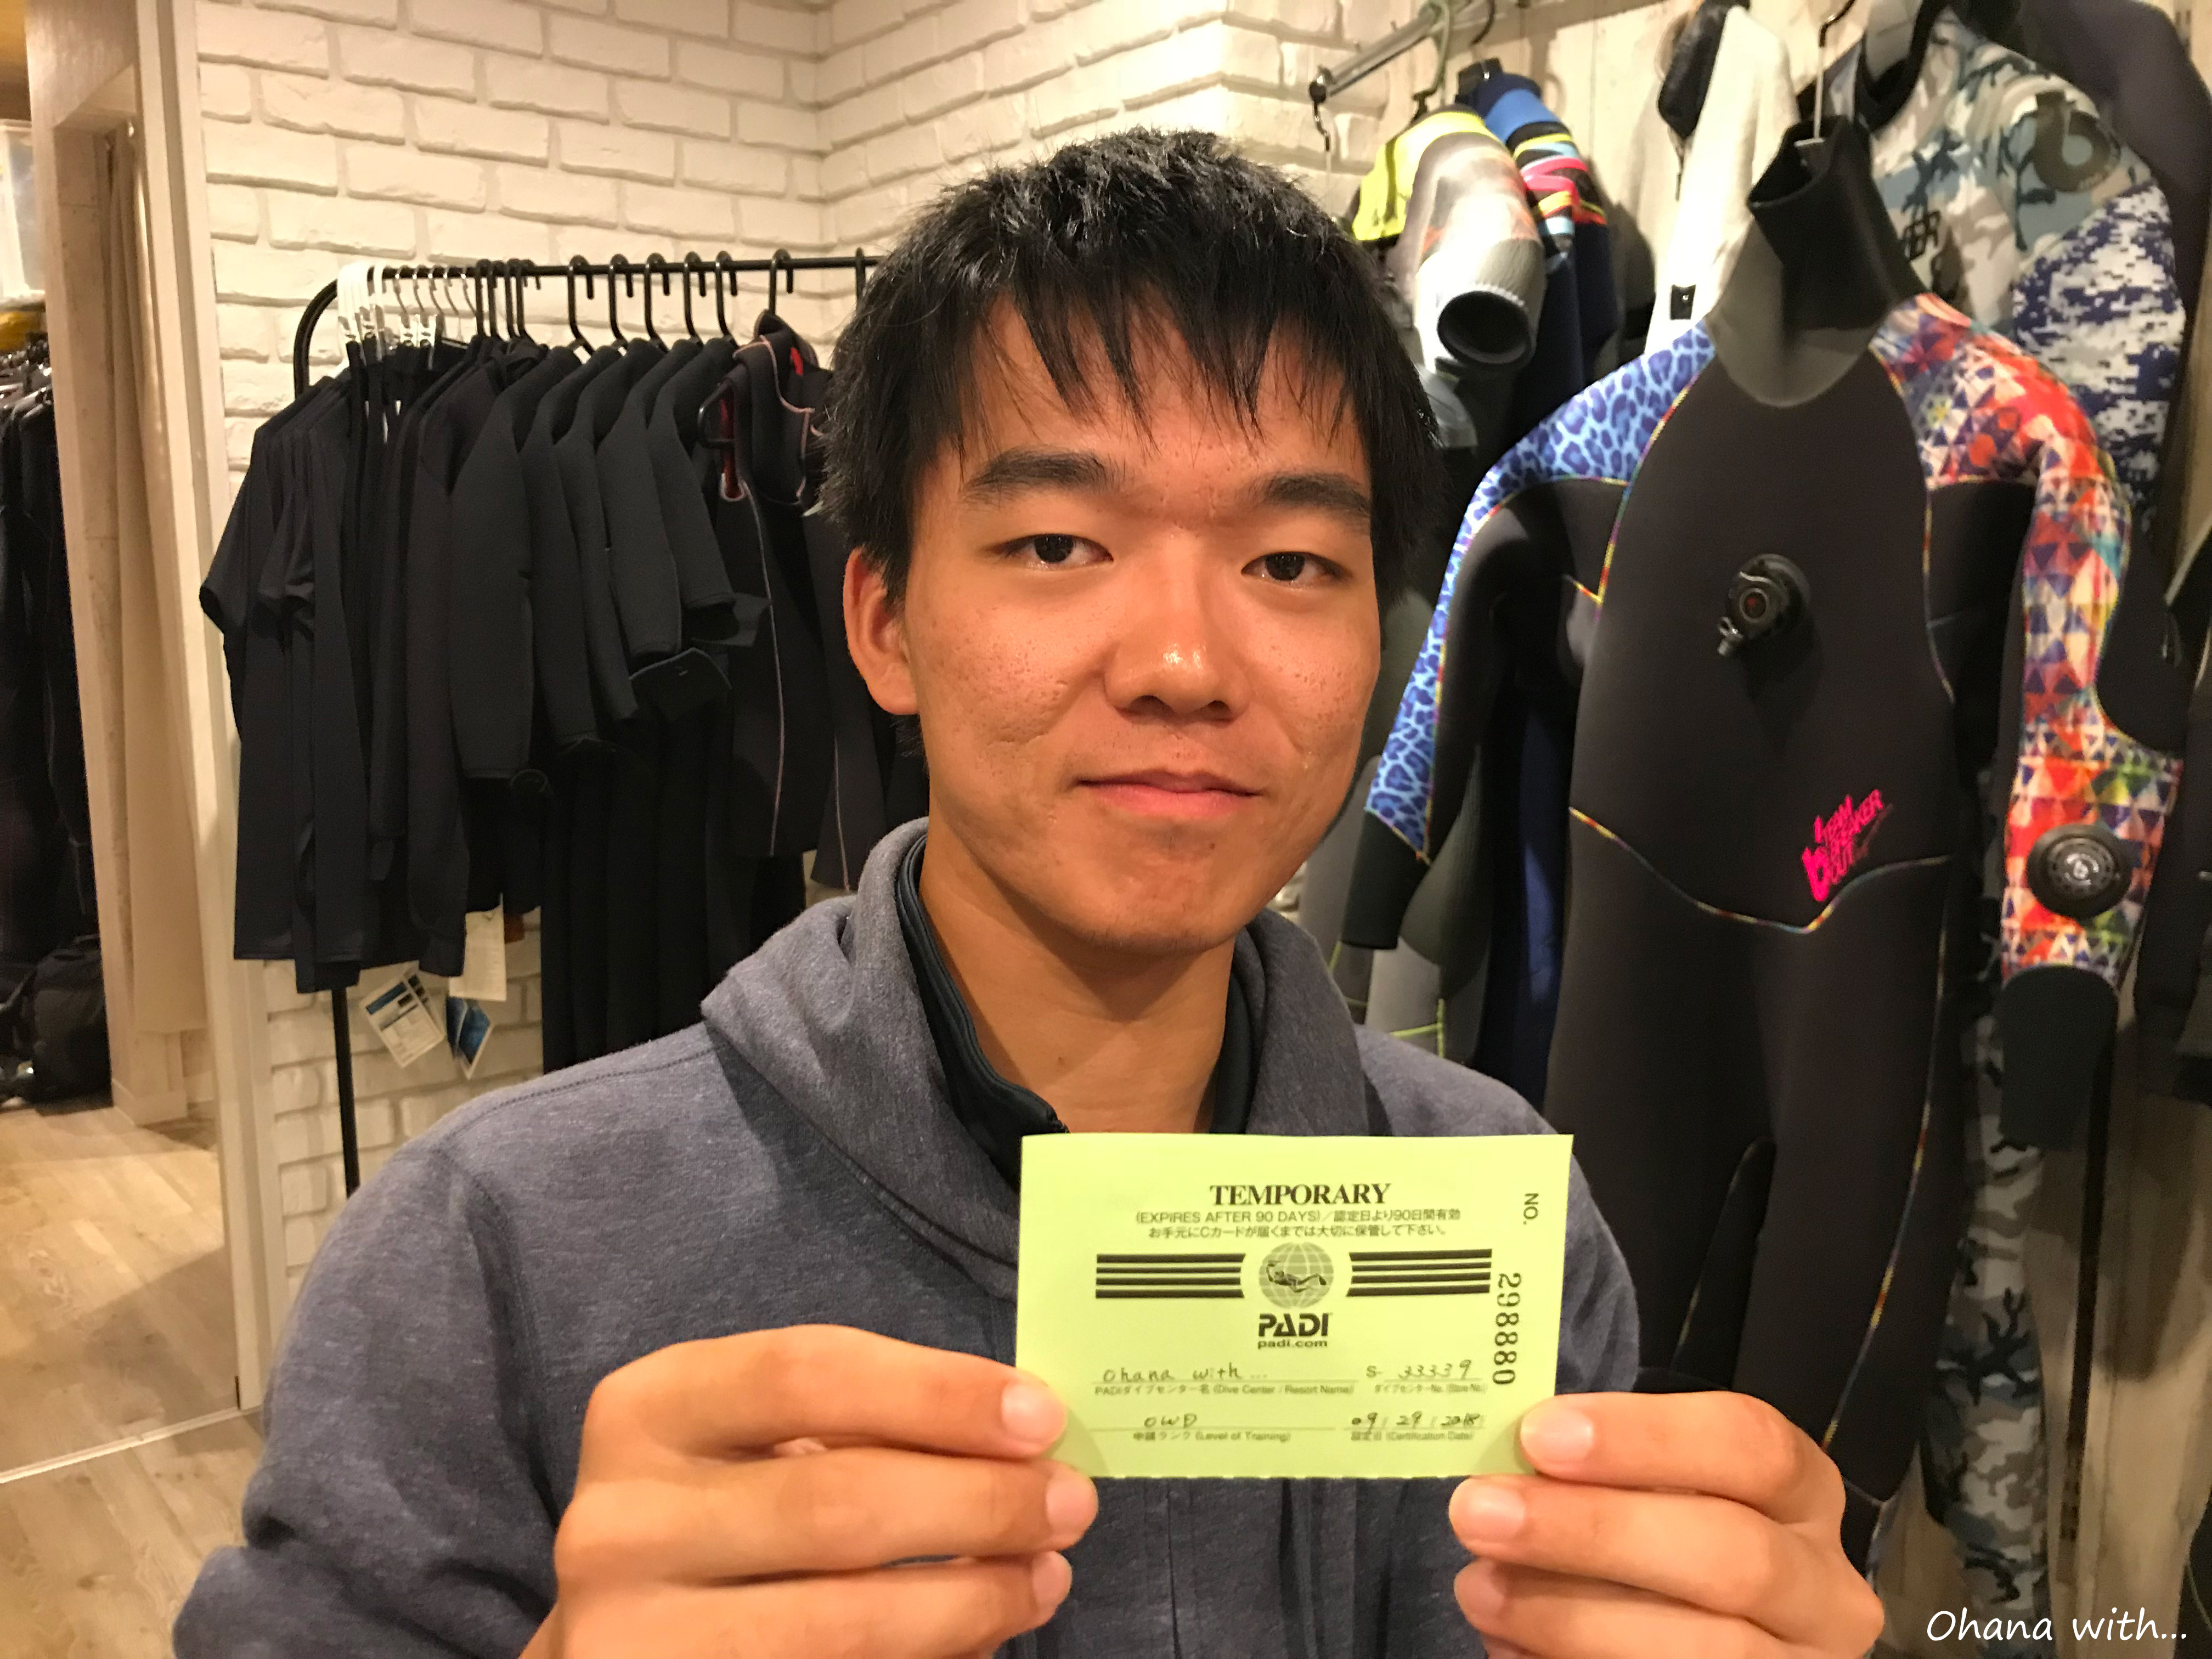 TEMPORARY
(EXPIRES AFTER 90 DAYS)/認定日より90日間有効
お手元にCカードが届くまでは大切に保管して下さい。
NO. 298880
PADI
padi.com
Ohana with... S- 33339
PADIダイブセンター名 (Dive Center / Resort Name) ダイブセンターNo. (Store No.)
OWD 09 / 29 / 2018
申請ランク (Level of Training) 認定日 (Certification Date)
TEAM
BREAKER
OUT
Ohana with...